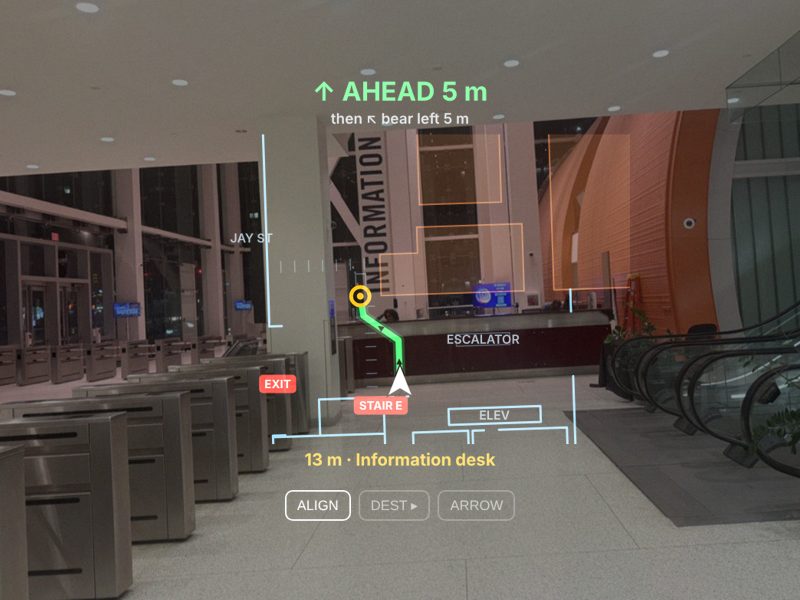 ↑ AHEAD 5 m
then ↖ bear left 5 m
INFORMATION
JAY ST
ESCALATOR
EXIT
STAIR E
ELEV
13 m · Information desk
ALIGN
DEST ▸
ARROW